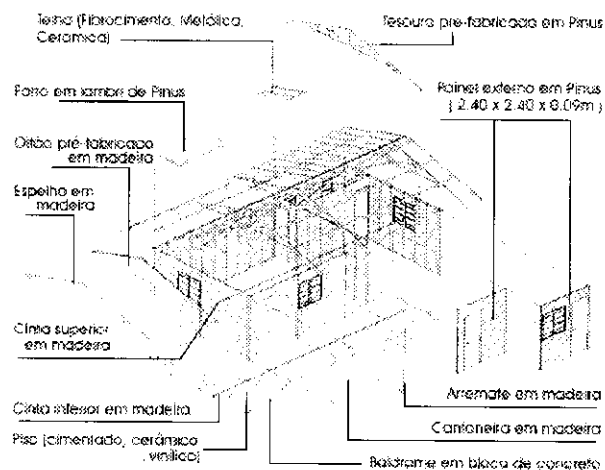 Telha (Fibrocimento, Metálica,
Cerâmica)
Tesoura pré-fabricada em Pinus
Forro em lambri de Pinus
Painel externo em Pinus
( 2.40 x 2.40 x 0.09m )
Oitão pré-fabricado
em madeira
Espelho em
madeira
Cinta superior
em madeira
Cinta inferior em madeira
Arremate em madeira
Piso (cimentado, cerâmico
, vinílico)
Cantoneira em madeira
Baldrame em bloco de concreto